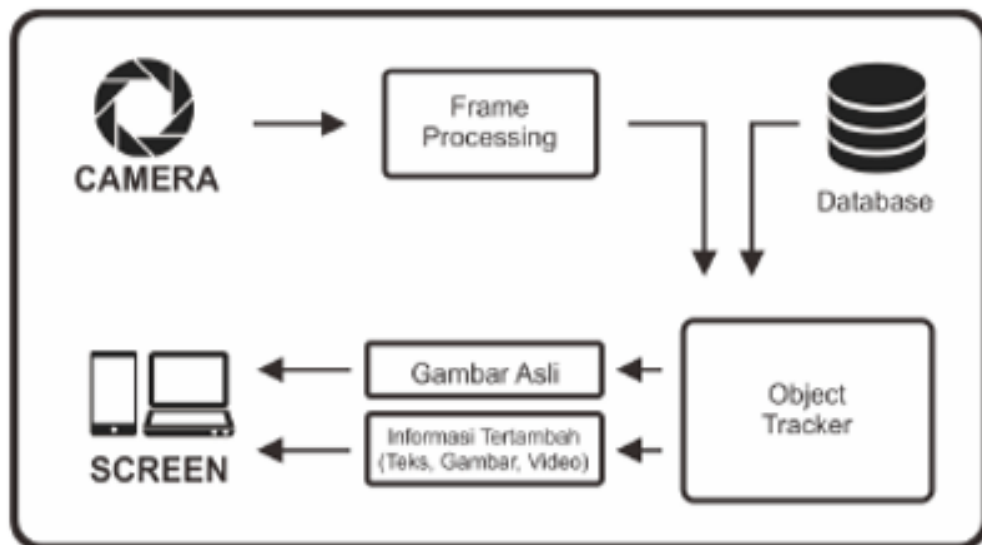 CAMERA
Frame
Processing
Database
Object
Tracker
Gambar Asli
Informasi Tertambah
(Teks, Gambar, Video)
SCREEN